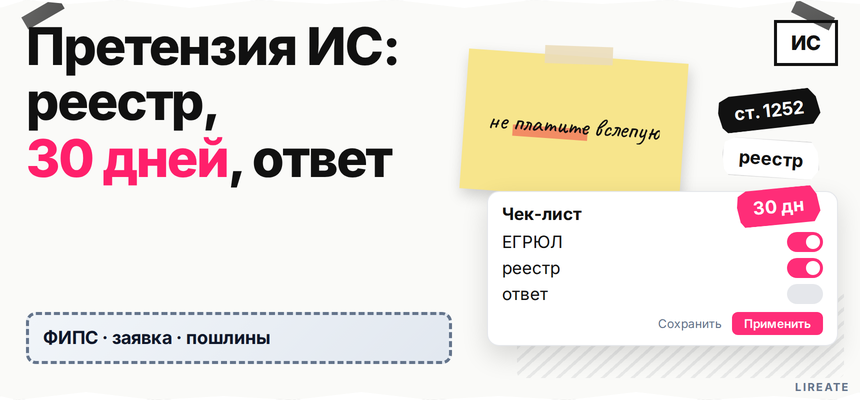 Претензия ИС:
реестр,
30 дней, ответ
ФИПС · заявка · пошлины
не платите вслепую
ИС
ст. 1252
реестр
30 дн
Чек-лист
ЕГРЮЛ
реестр
ответ
Сохранить Применить
LIREATE